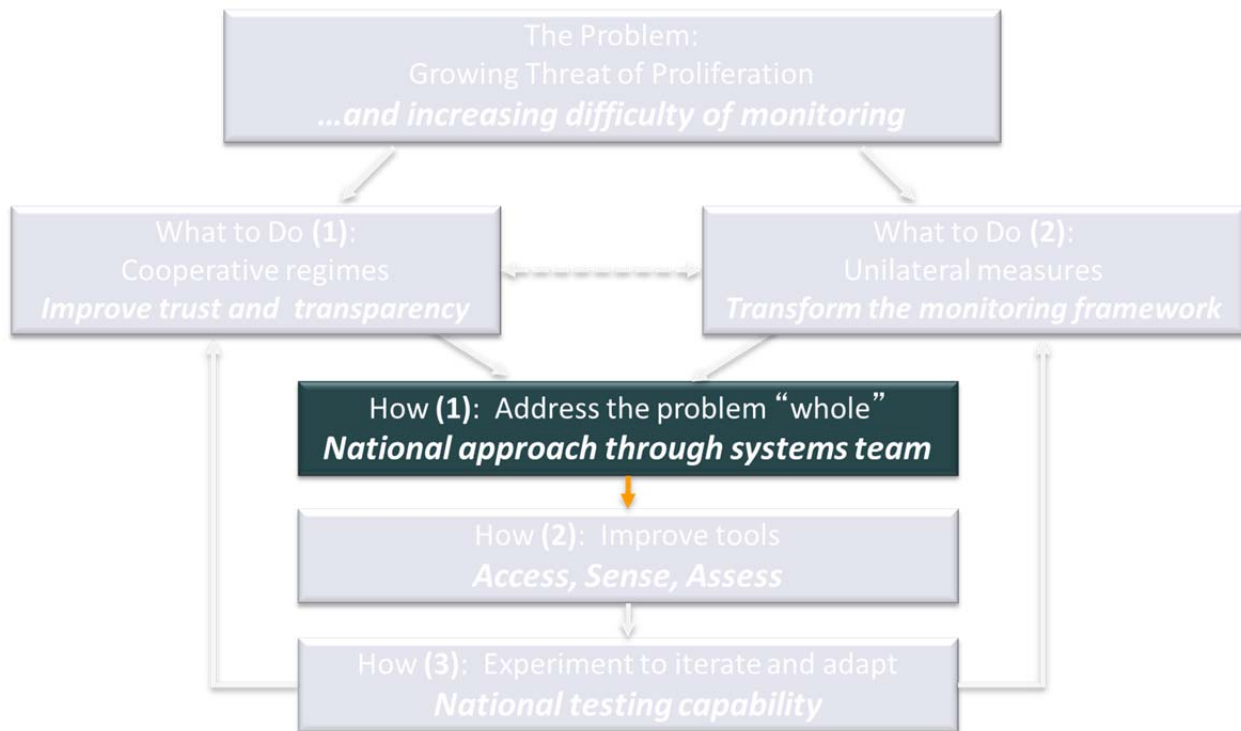 The Problem:
Growing Threat of Proliferation
…and increasing difficulty of monitoring
What to Do (1):
Cooperative regimes
Improve trust and transparency
What to Do (2):
Unilateral measures
Transform the monitoring framework
How (1): Address the problem “whole”
National approach through systems team
How (2): Improve tools
Access, Sense, Assess
How (3): Experiment to iterate and adapt
National testing capability